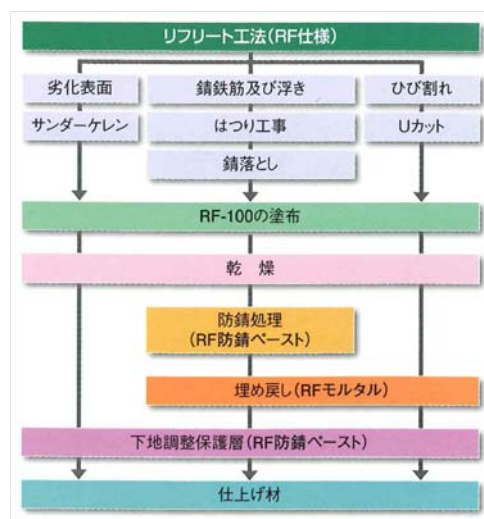 リフリート工法(RF仕様)
劣化表面
錆鉄筋及び浮き
ひび割れ
サンダーケレン
はつり工事
Uカット
錆落とし
RF-100の塗布
乾 燥
防錆処理
(RF防錆ペースト)
埋め戻し(RFモルタル)
下地調整保護層(RF防錆ペースト)
仕上げ材